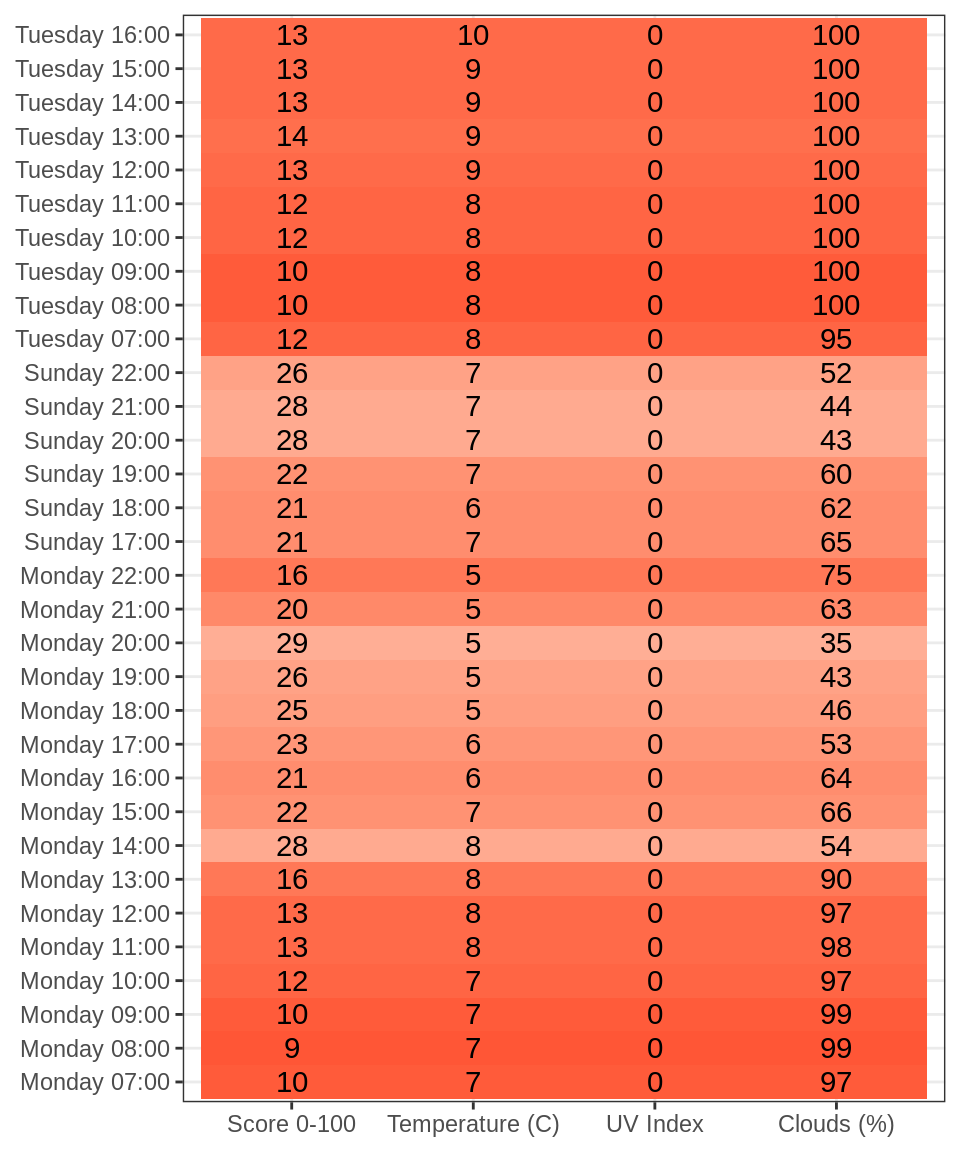 Tuesday 16:00 13 10 0 100
Tuesday 15:00 13 9 0 100
Tuesday 14:00 13 9 0 100
Tuesday 13:00 14 9 0 100
Tuesday 12:00 13 9 0 100
Tuesday 11:00 12 8 0 100
Tuesday 10:00 12 8 0 100
Tuesday 09:00 10 8 0 100
Tuesday 08:00 10 8 0 100
Tuesday 07:00 12 8 0 95
Sunday 22:00 26 7 0 52
Sunday 21:00 28 7 0 44
Sunday 20:00 28 7 0 43
Sunday 19:00 22 7 0 60
Sunday 18:00 21 6 0 62
Sunday 17:00 21 7 0 65
Monday 22:00 16 5 0 75
Monday 21:00 20 5 0 63
Monday 20:00 29 5 0 35
Monday 19:00 26 5 0 43
Monday 18:00 25 5 0 46
Monday 17:00 23 6 0 53
Monday 16:00 21 6 0 64
Monday 15:00 22 7 0 66
Monday 14:00 28 8 0 54
Monday 13:00 16 8 0 90
Monday 12:00 13 8 0 97
Monday 11:00 13 8 0 98
Monday 10:00 12 7 0 97
Monday 09:00 10 7 0 99
Monday 08:00 9 7 0 99
Monday 07:00 10 7 0 97
Score 0-100 Temperature (C) UV Index Clouds (%)